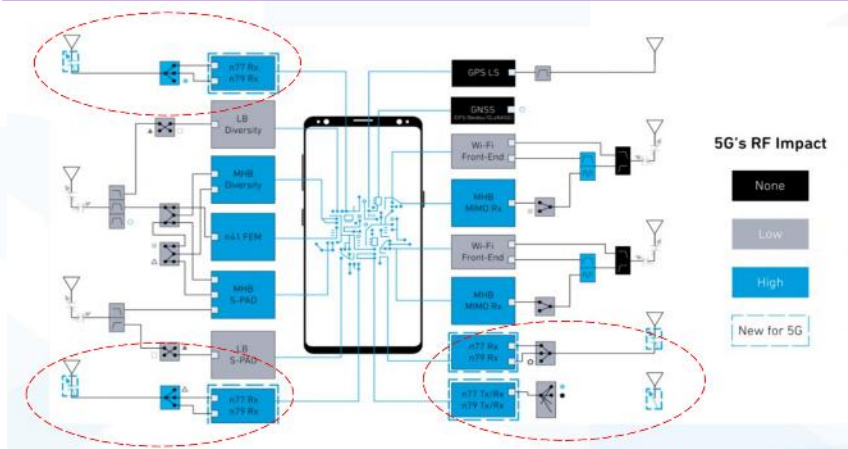 n77 Rx
n79 Rx
LB
Diversity
MHB
Diversity
n41 FEM
MHB
S-PAD
LB
S-PAD
n77 Rx
n79 Rx
GPS L5
GNSS
Wi-Fi
Front-End
MHB
MIMO Rx
Wi-Fi
Front-End
MHB
MIMO Rx
n77 Rx
n79 Rx
n77 Tx/Rx
n79 Tx/Rx
5G's RF Impact
None
Low
High
New for 5G